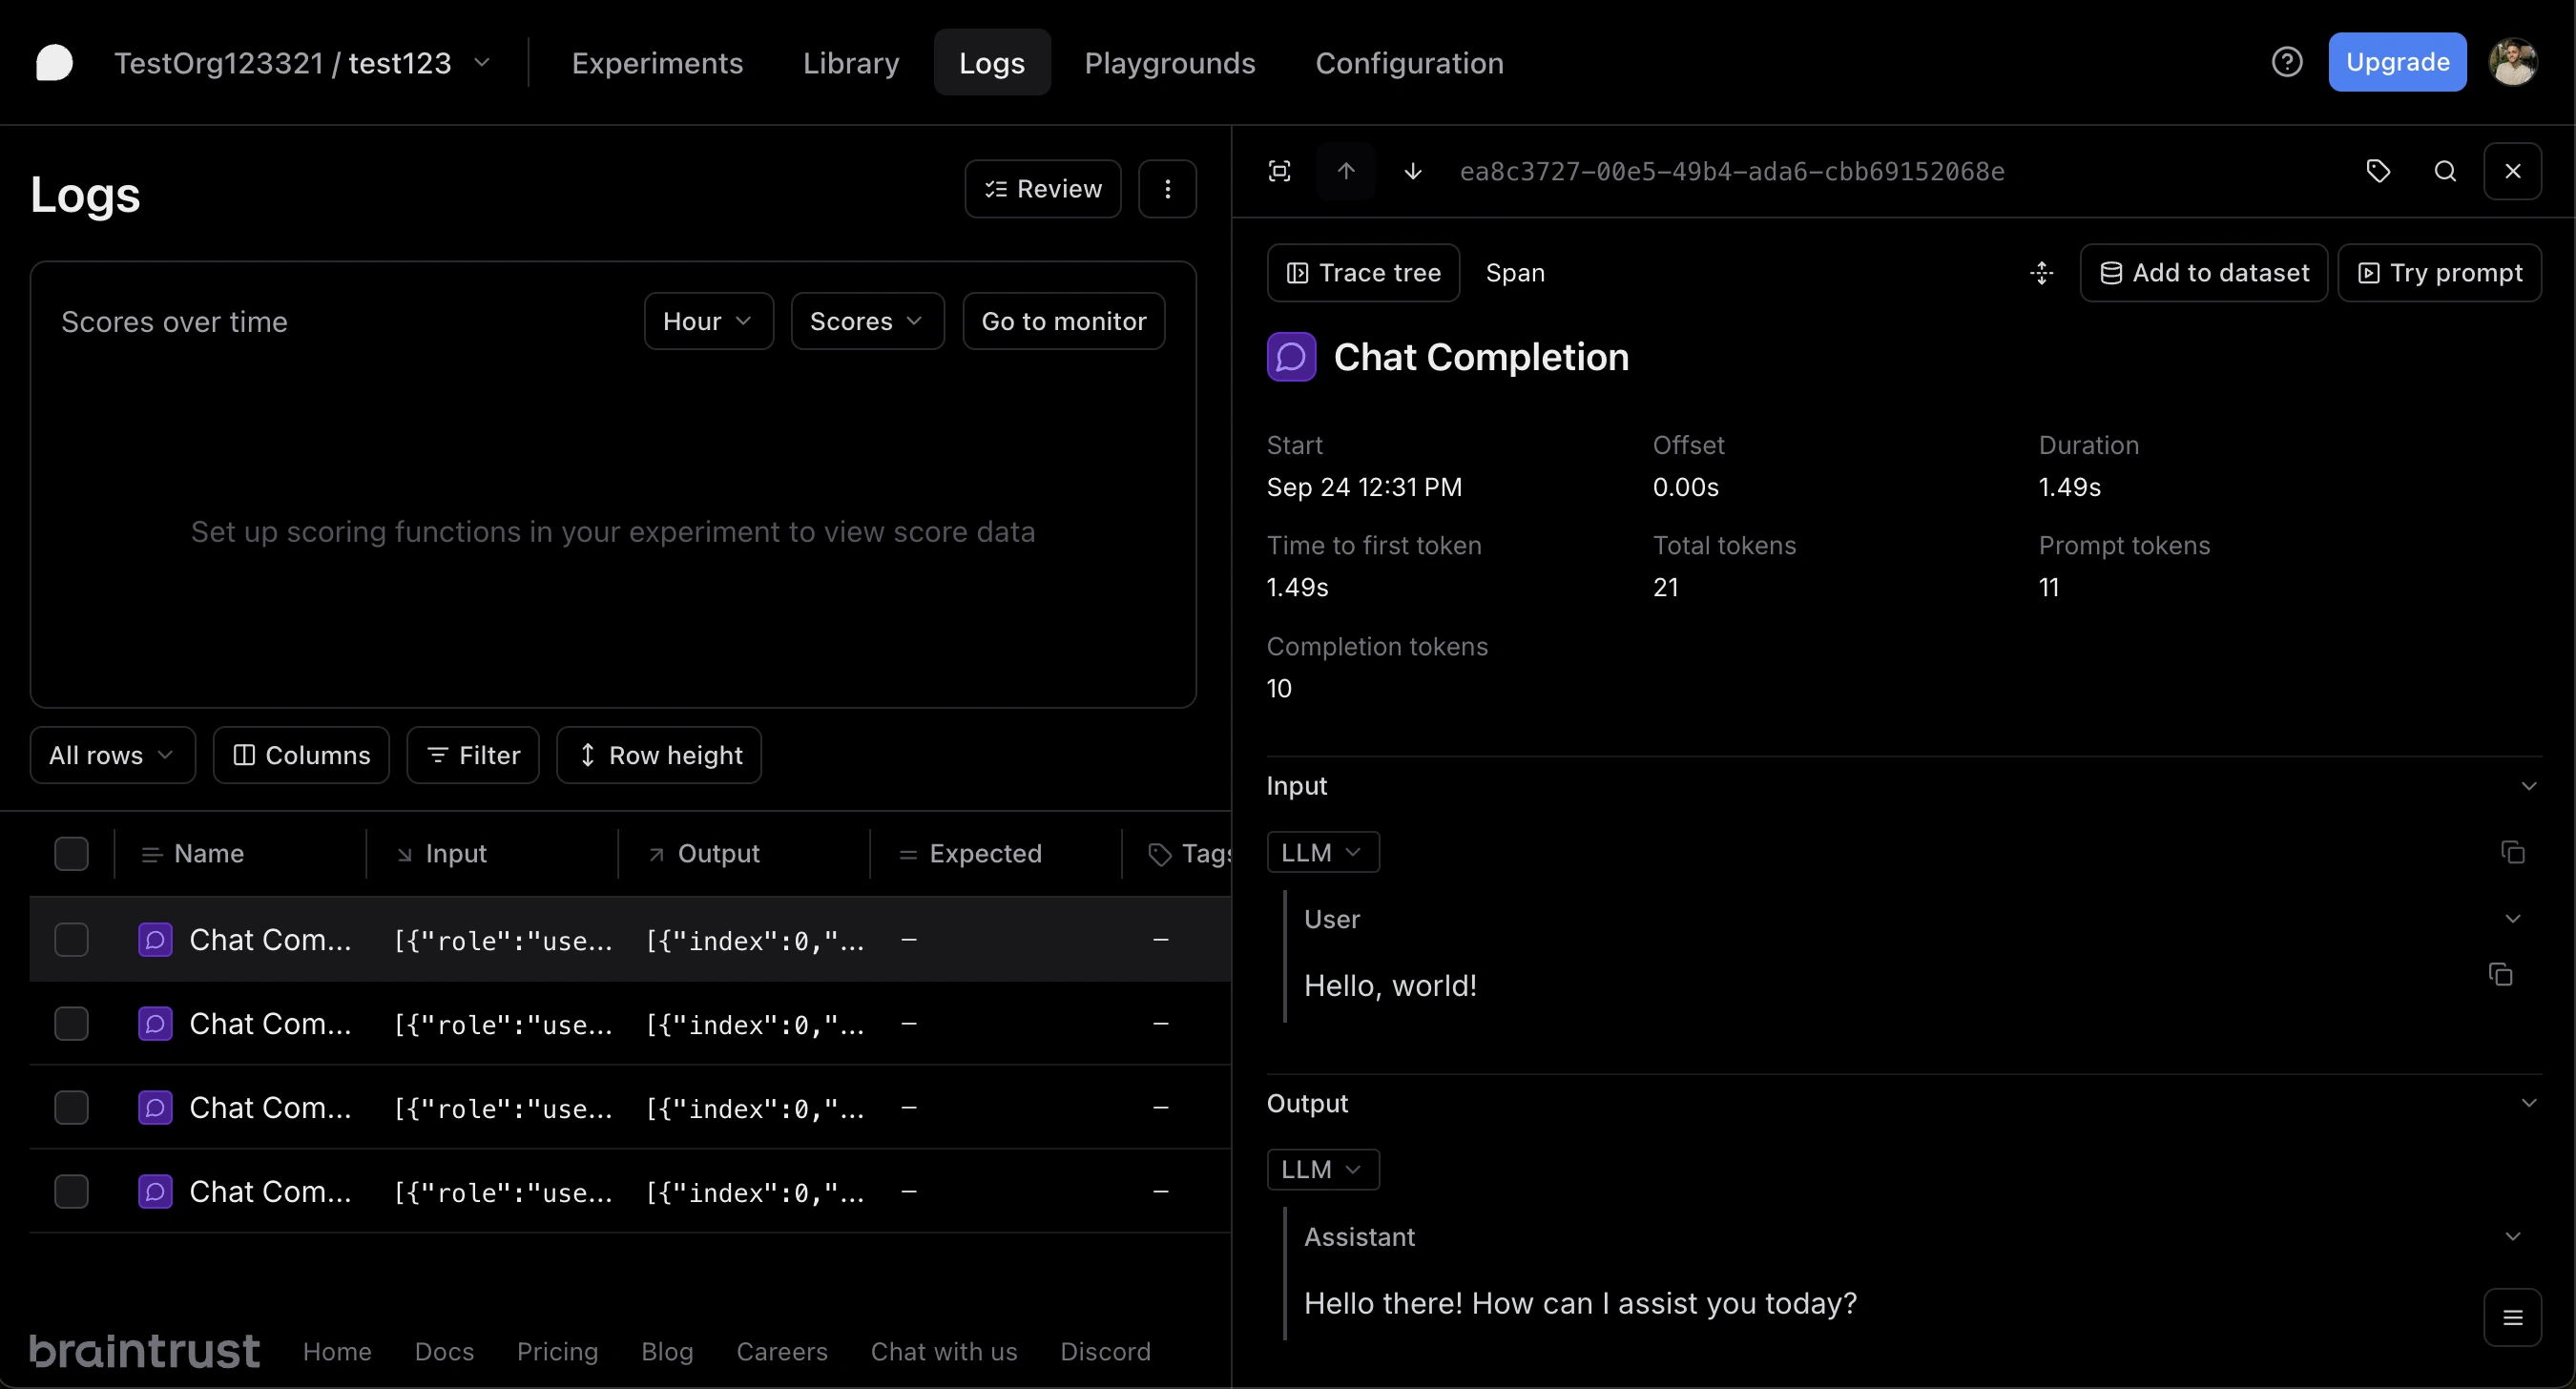 TestOrg123321 / test123
Experiments
Library
Logs
Playgrounds
Configuration
Upgrade
Logs
Review
Scores over time
Hour
Scores
Go to monitor
Set up scoring functions in your experiment to view score data
All rows
Columns
Filter
Row height
Name Input Output Expected Tags
Chat Com... [{"role":"use... [{"index":0,"... – –
Chat Com... [{"role":"use... [{"index":0,"... – –
Chat Com... [{"role":"use... [{"index":0,"... – –
Chat Com... [{"role":"use... [{"index":0,"... – –
braintrust
Home
Docs
Pricing
Blog
Careers
Chat with us
Discord
ea8c3727-00e5-49b4-ada6-cbb69152068e
Trace tree
Span
Add to dataset
Try prompt
Chat Completion
Start Offset Duration
Sep 24 12:31 PM 0.00s 1.49s
Time to first token Total tokens Prompt tokens
1.49s 21 11
Completion tokens
10
Input
LLM
User
Hello, world!
Output
LLM
Assistant
Hello there! How can I assist you today?